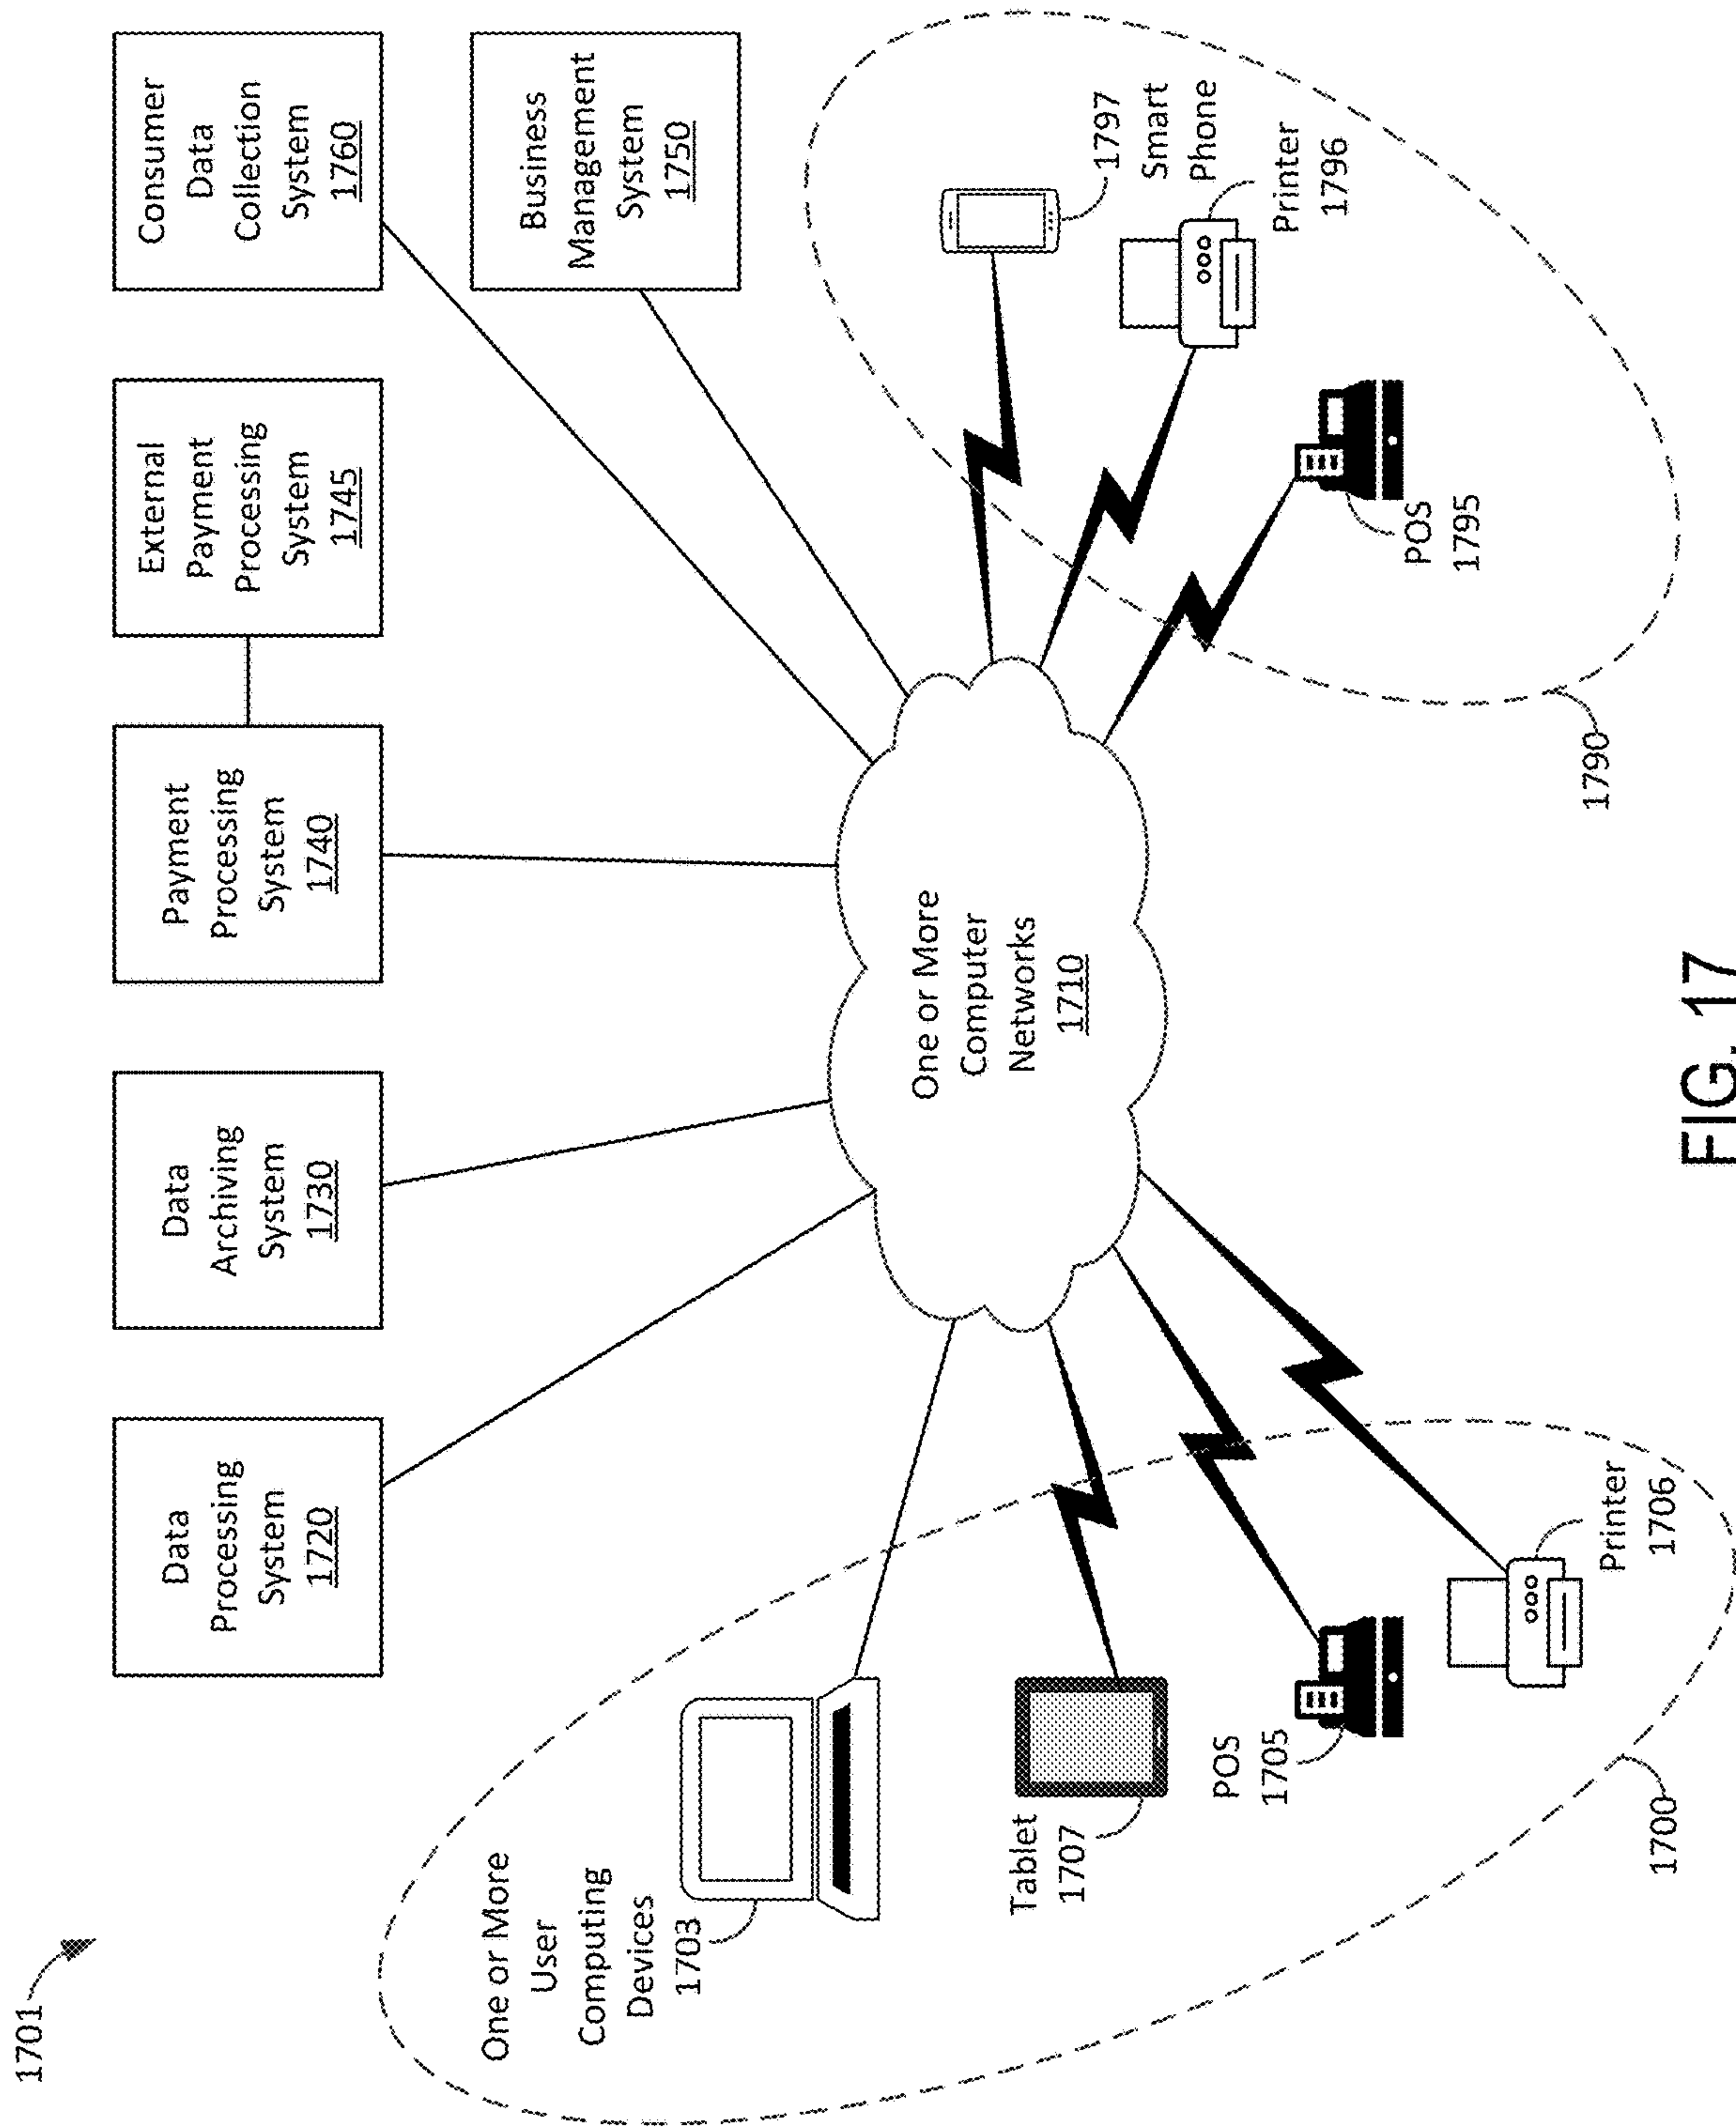 1701
Data
Processing
System
1720
Data
Archiving
System
1730
Payment
Processing
System
1740
External
Payment
Processing
System
1745
Consumer
Data
Collection
System
1760
Business
Management
System
1750
One or More
User
Computing
Devices
1703
One or More
Computer
Networks
1710
Tablet
1707
POS
1705
Printer
1706
1700
1797
Smart
Phone
Printer
1796
POS
1795
1790
FIG. 17